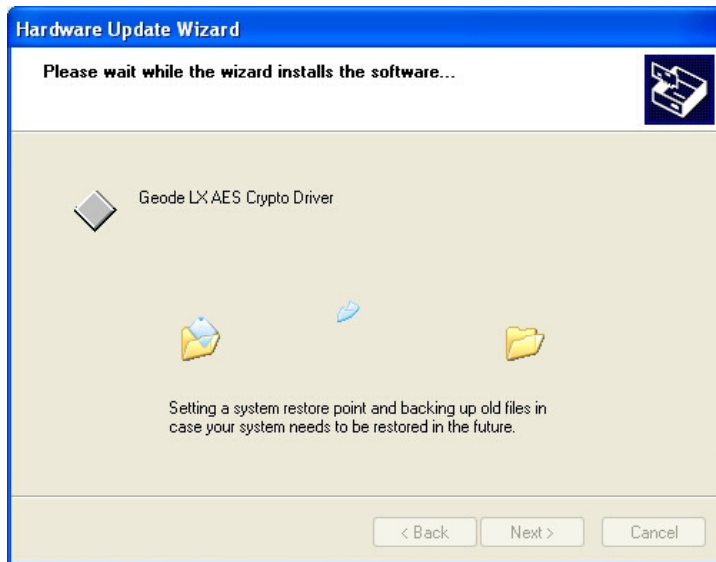 Hardware Update Wizard
Please wait while the wizard installs the software...
Geode LX AES Crypto Driver
Setting a system restore point and backing up old files in
case your system needs to be restored in the future.
< Back Next > Cancel